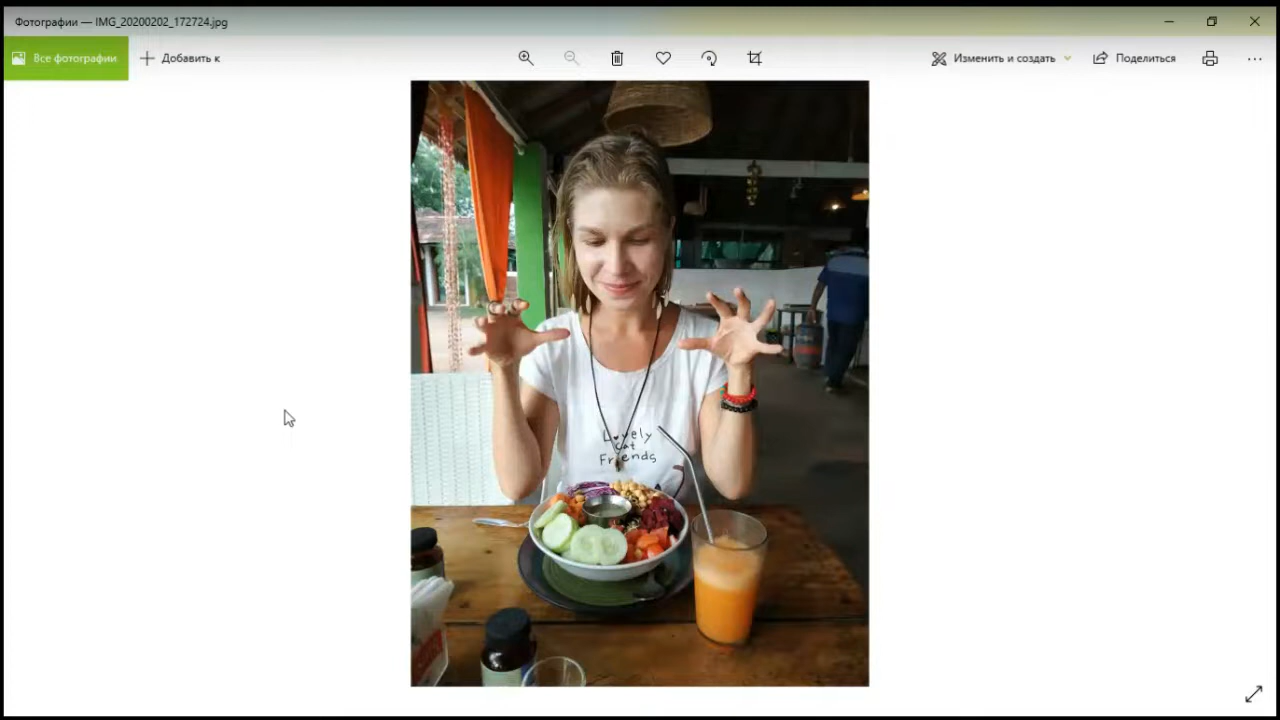 Фотографии — IMG_20200202_172724.jpg
Все фотографии
Добавить к
Изменить и создать
Поделиться
Lovely
Cat
Friends